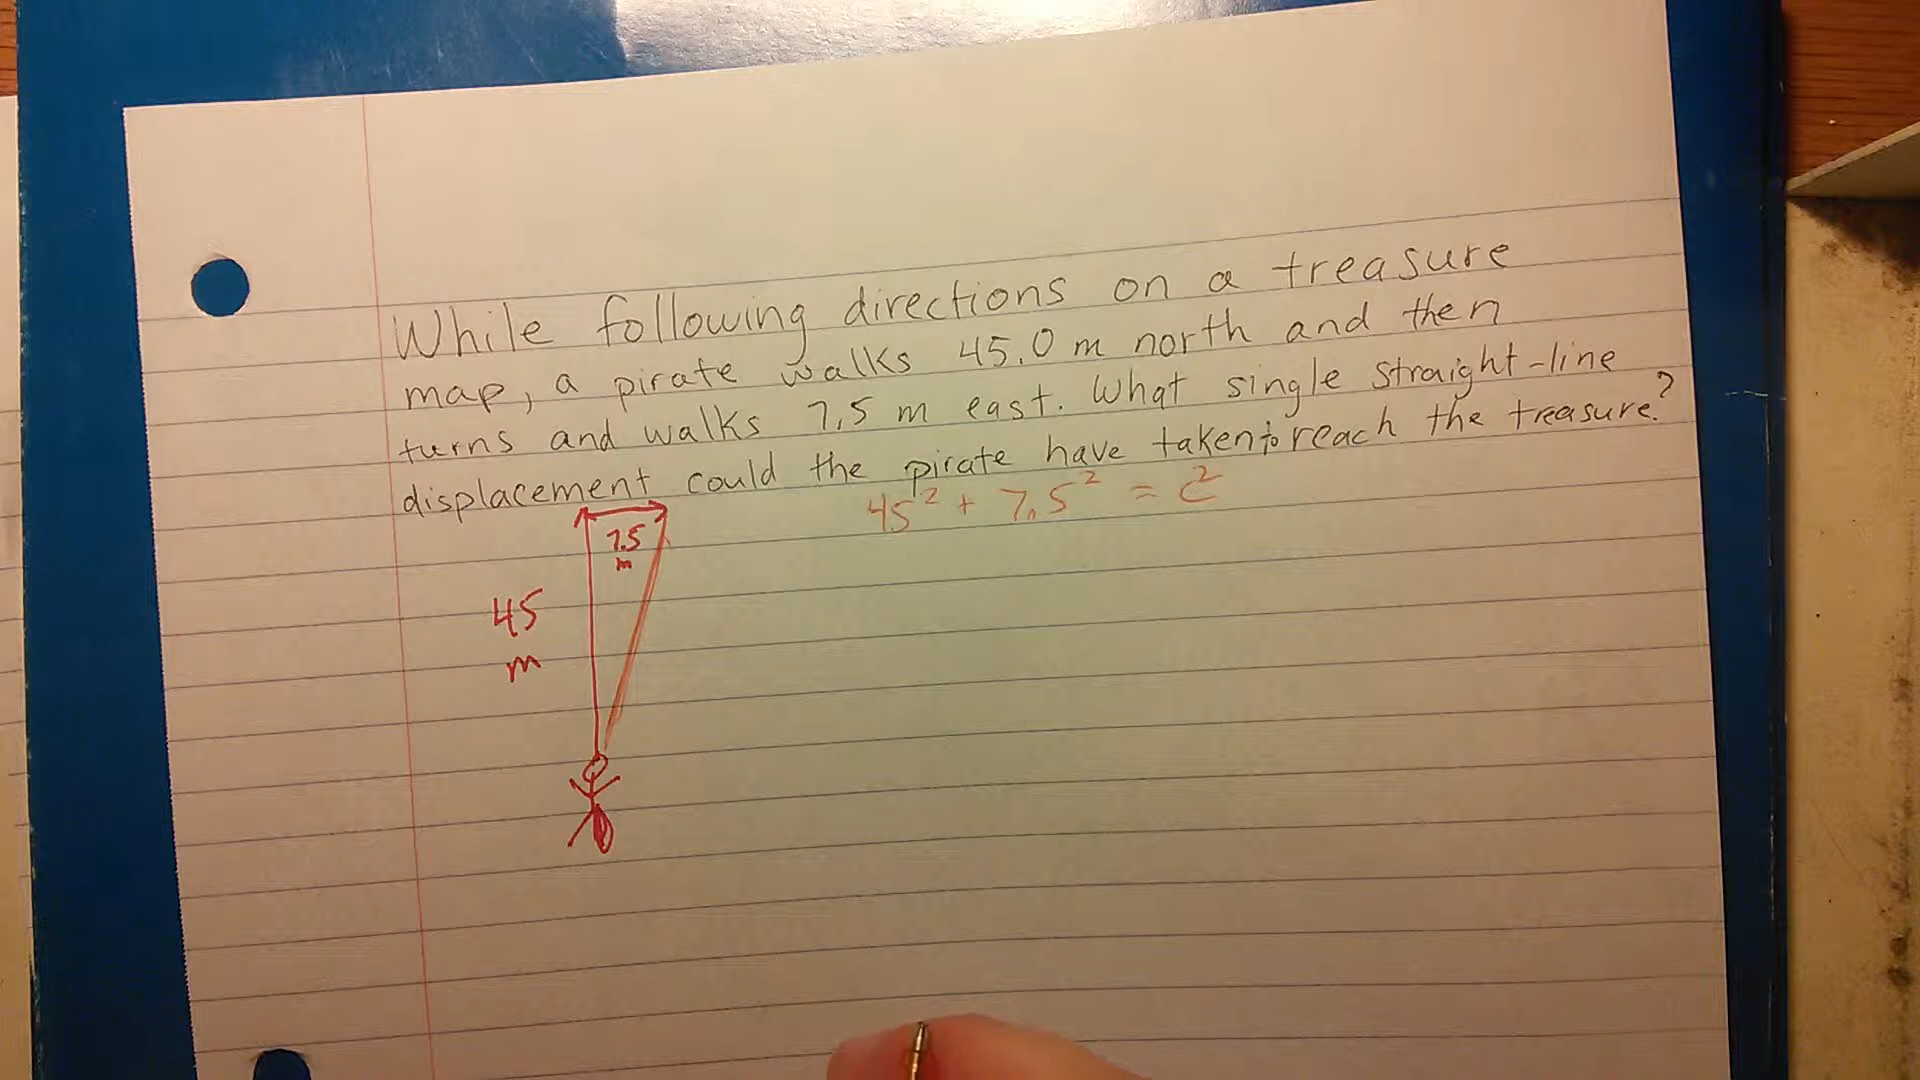 While following directions on a treasure
map, a pirate walks 45.0 m north and then
turns and walks 7.5 m east. What single straight-line
displacement could the pirate have taken to reach the treasure?
45² + 7.5² = c²
7.5
m
45
m